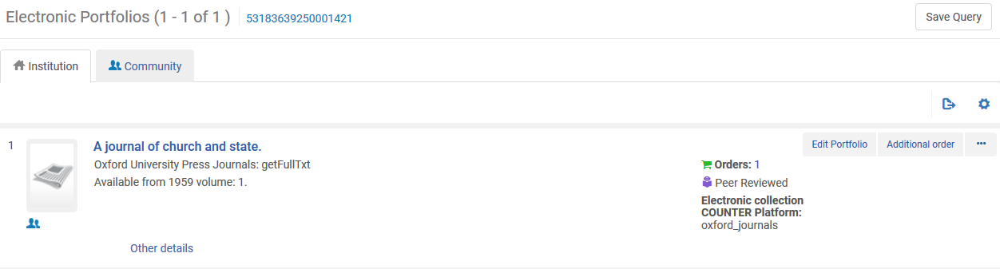 Electronic Portfolios (1 - 1 of 1 ) 53183639250001421 Save Query
Institution Community
1 A journal of church and state. Edit Portfolio Additional order ...
Oxford University Press Journals: getFullTxt Orders: 1
Available from 1959 volume: 1. Peer Reviewed
Electronic collection
COUNTER Platform:
oxford_journals
Other details